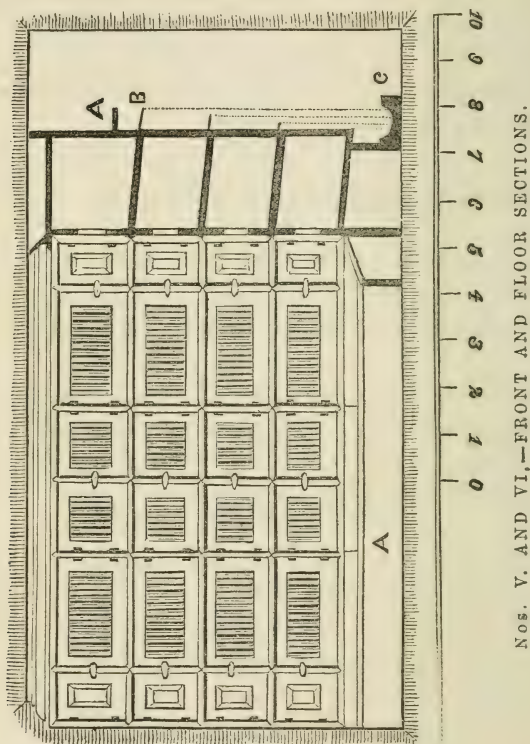 A
B
C
A
0 1 2 3 4 5 6 7 8 9 10
Nos. V. AND VI.—FRONT AND FLOOR SECTIONS.